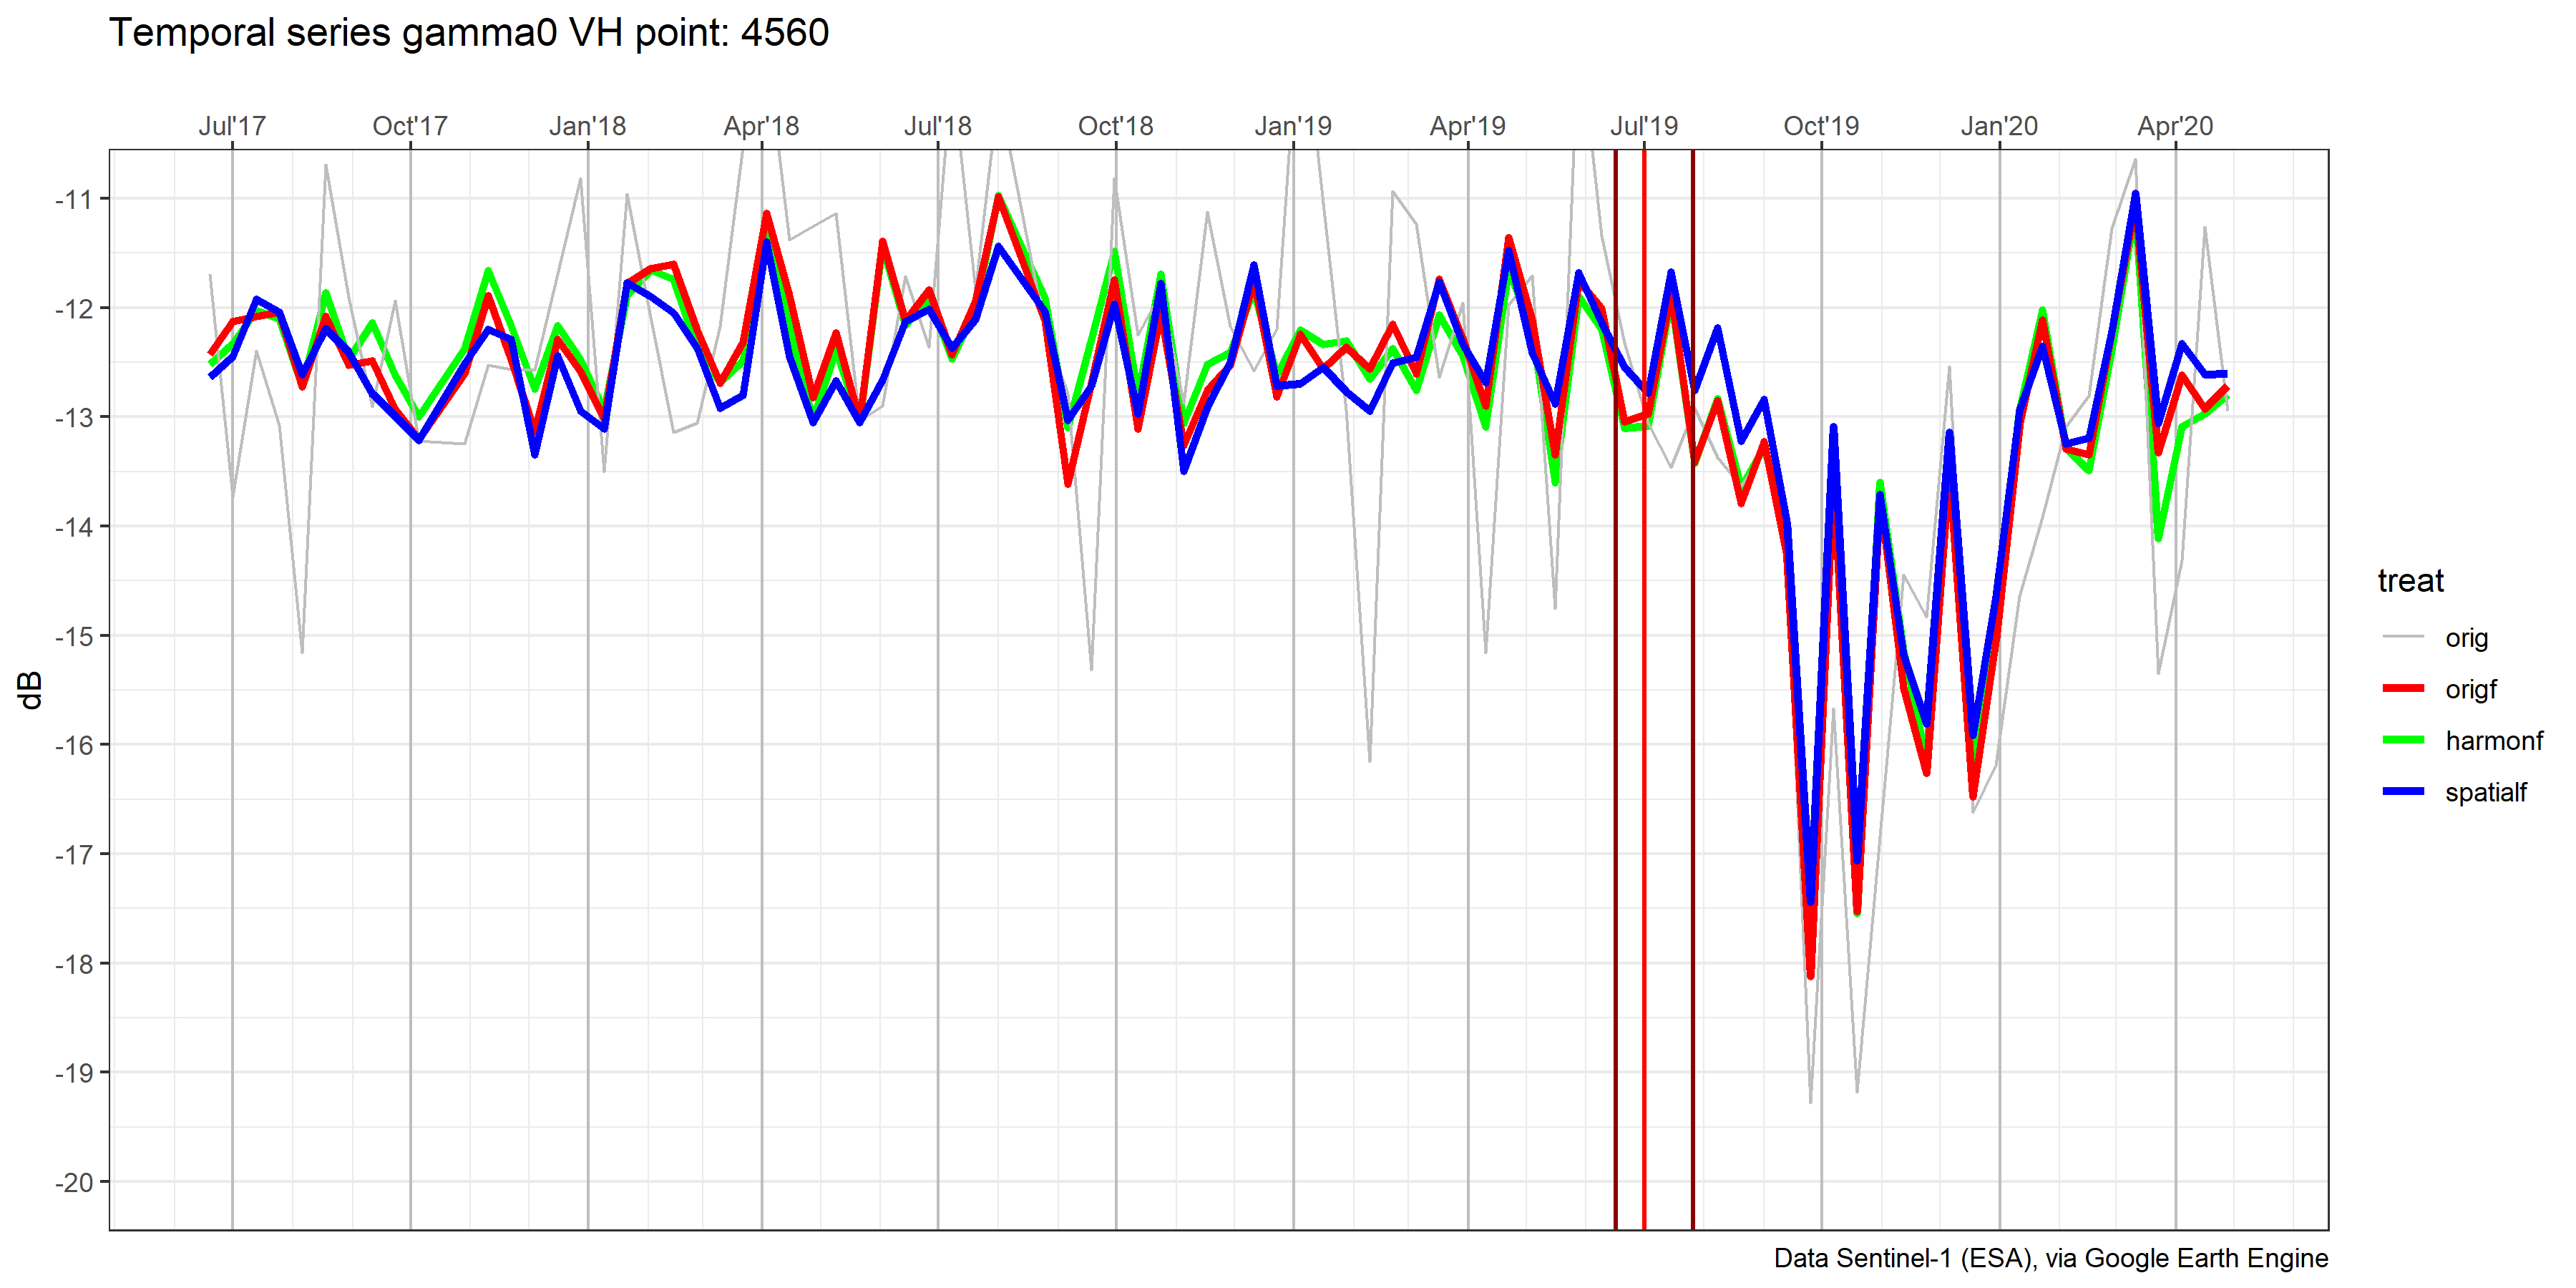 Temporal series gamma0 VH point: 4560
Jul'17 Oct'17 Jan'18 Apr'18 Jul'18 Oct'18 Jan'19 Apr'19 Jul'19 Oct'19 Jan'20 Apr'20
-11
-12
-13
-14
-15
-16
-17
-18
-19
-20
dB
treat
orig
origf
harmonf
spatialf
Data Sentinel-1 (ESA), via Google Earth Engine